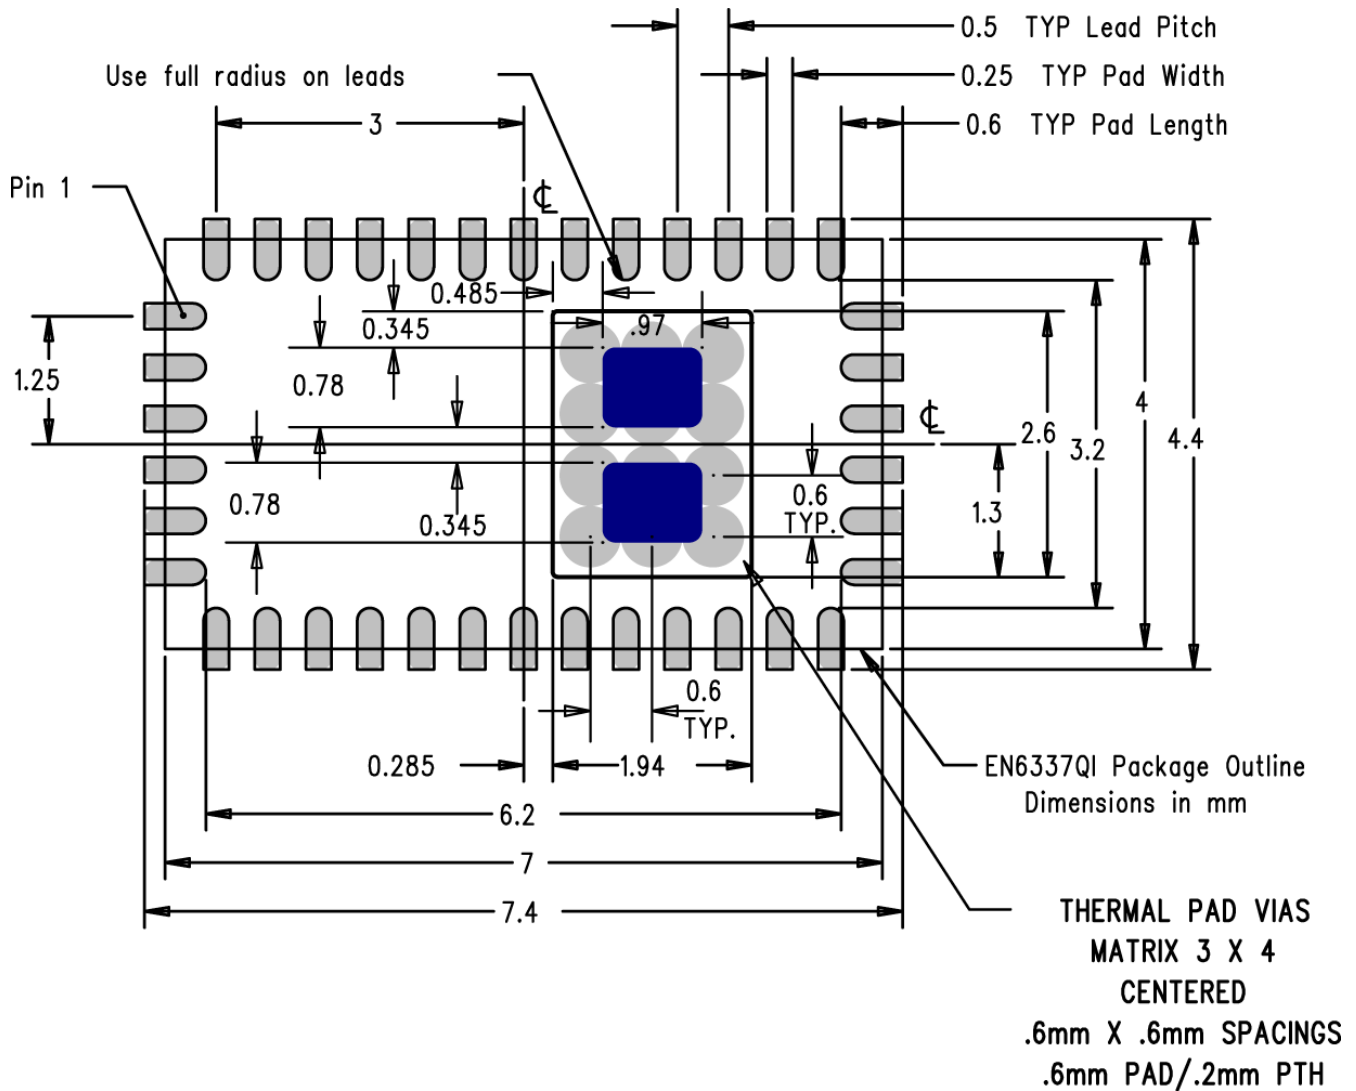 0.5 TYP Lead Pitch
Use full radius on leads
0.25 TYP Pad Width
3
0.6 TYP Pad Length
Pin 1
℄
0.485
0.345
.97
1.25
0.78
4
℄
2.6
3.2
4.4
0.78
0.345
0.6
TYP.
1.3
0.6
TYP.
0.285
1.94
EN6337QI Package Outline
Dimensions in mm
6.2
7
7.4
THERMAL PAD VIAS
MATRIX 3 X 4
CENTERED
.6mm X .6mm SPACINGS
.6mm PAD/.2mm PTH